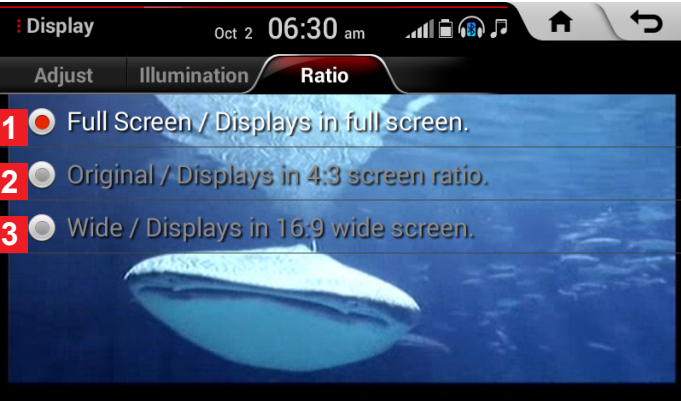 Display
Oct 2 06:30 am
Adjust Illumination Ratio
1 Full Screen / Displays in full screen.
2 Original / Displays in 4:3 screen ratio.
3 Wide / Displays in 16:9 wide screen.